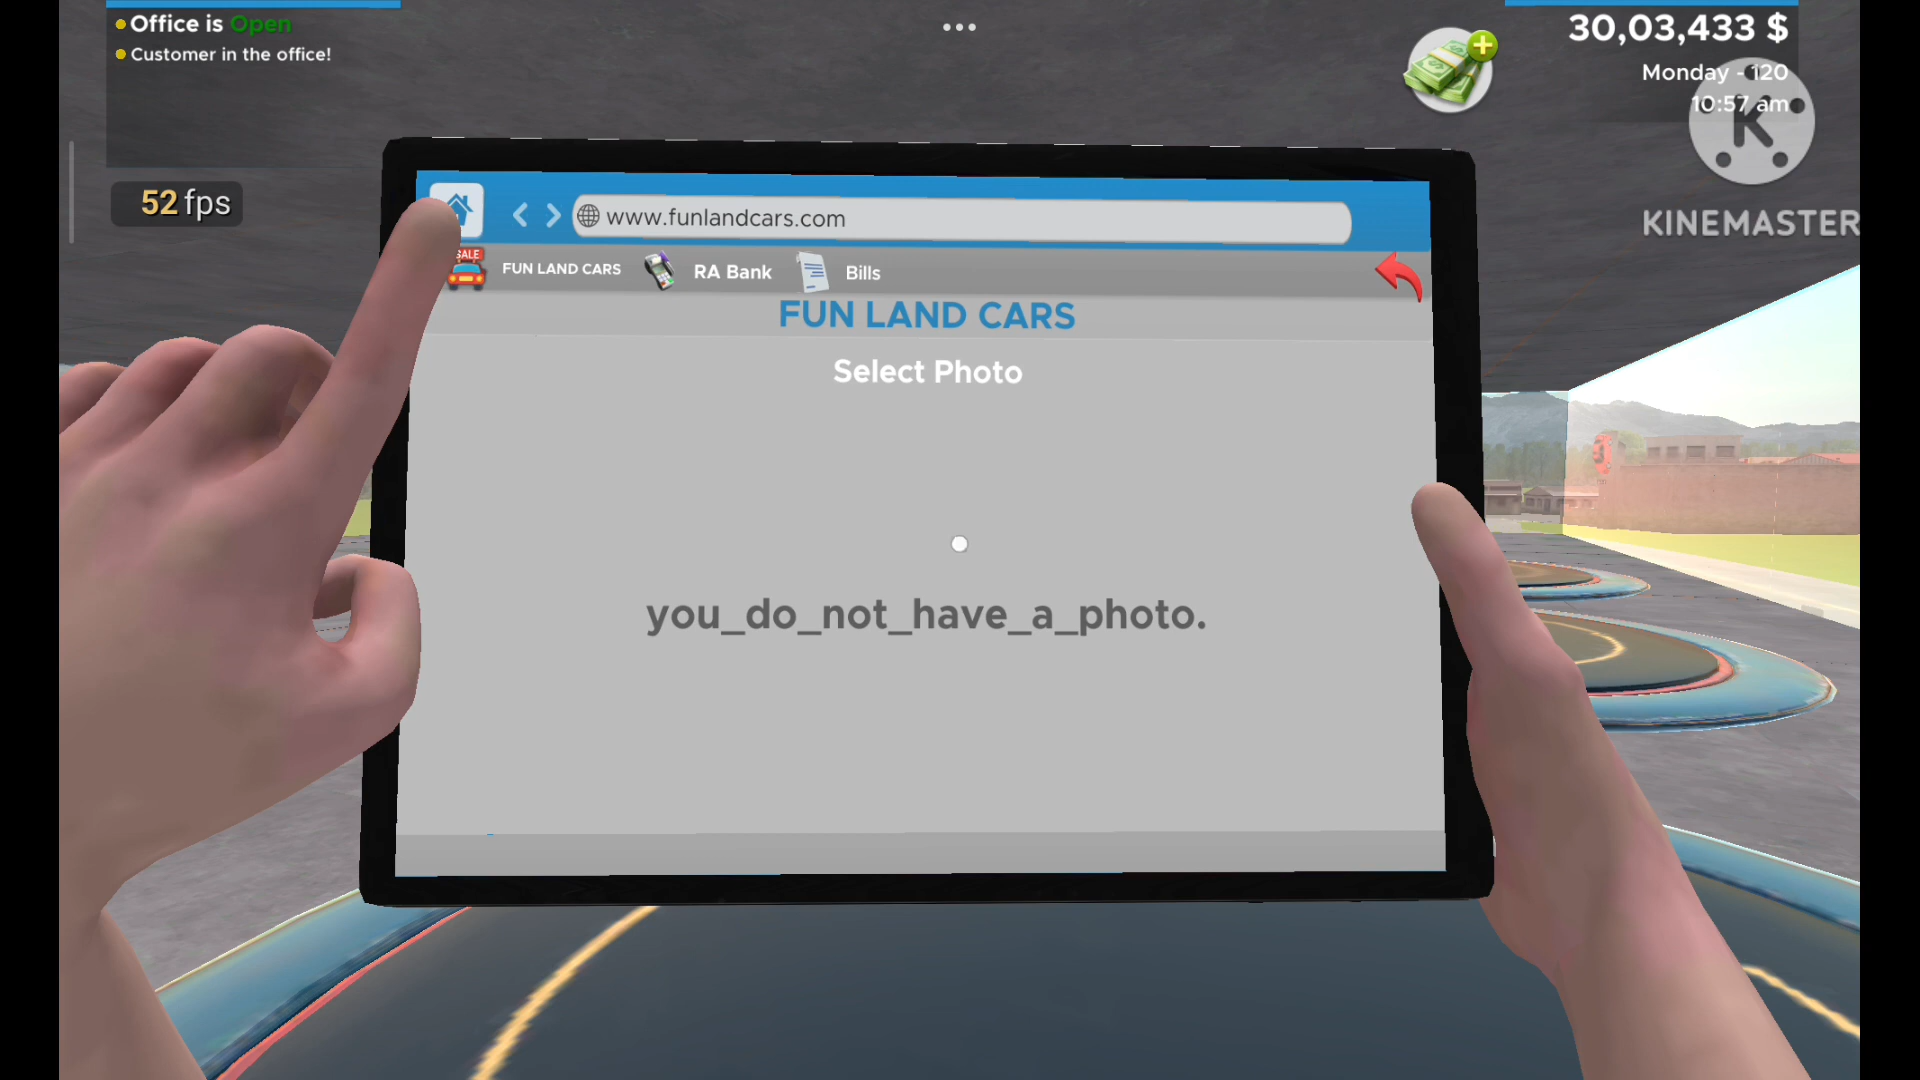 Office is Open
Customer in the office!
52 fps
30,03,433 $
Monday - 120
10:57 am
K
KINEMASTER
www.funlandcars.com
SALE
FUN LAND CARS
RA Bank
Bills
FUN LAND CARS
Select Photo
you_do_not_have_a_photo.